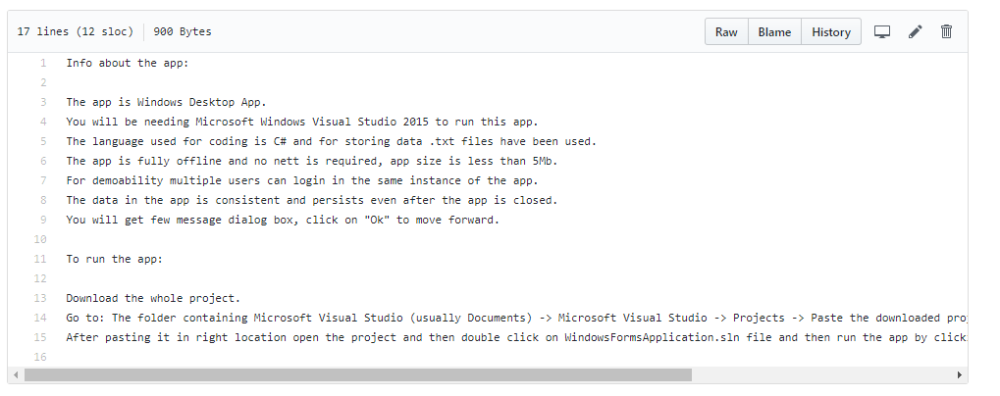 17 lines (12 sloc) 900 Bytes Raw Blame History
1 Info about the app:
2
3 The app is Windows Desktop App.
4 You will be needing Microsoft Windows Visual Studio 2015 to run this app.
5 The language used for coding is C# and for storing data .txt files have been used.
6 The app is fully offline and no nett is required, app size is less than 5Mb.
7 For demoability multiple users can login in the same instance of the app.
8 The data in the app is consistent and persists even after the app is closed.
9 You will get few message dialog box, click on "Ok" to move forward.
10
11 To run the app:
12
13 Download the whole project.
14 Go to: The folder containing Microsoft Visual Studio (usually Documents) -> Microsoft Visual Studio -> Projects -> Paste the downloaded pro
15 After pasting it in right location open the project and then double click on WindowsFormsApplication.sln file and then run the app by click
16